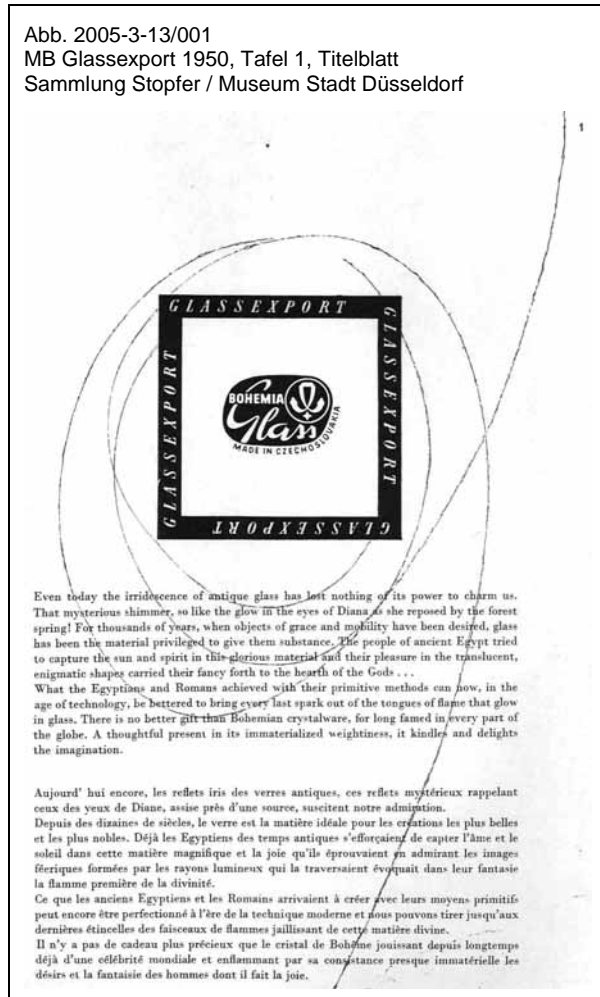 Abb. 2005-3-13/001
MB Glassexport 1950, Tafel 1, Titelblatt
Sammlung Stopfer / Museum Stadt Düsseldorf
1
GLASSEXPORT
GLASSEXPORT
GLASSEXPORT
GLASSEXPORT
BOHEMIA
Glass
MADE IN CZECHOSLOVAKIA
Even today the irridescence of antique glass has lost nothing of its power to charm us.
That mysterious shimmer, so like the glow in the eyes of Diana as she reposed by the forest
spring! For thousands of years, when objects of grace and mobility have been desired, glass
has been the material privileged to give them substance. The people of ancient Egypt tried
to capture the sun and spirit in this glorious material and their pleasure in the translucent,
enigmatic shapes carried their fancy forth to the hearth of the Gods . . .
What the Egyptians and Romans achieved with their primitive methods can now, in the
age of technology, be bettered to bring every last spark out of the tongues of flame that glow
in glass. There is no better gift than Bohemian crystalware, for long famed in every part of
the globe. A thoughtful present in its immaterialized weightiness, it kindles and delights
the imagination.
Aujourd' hui encore, les reflets iris des verres antiques, ces reflets mystérieux rappelant
ceux des yeux de Diane, assise près d'une source, suscitent notre admiration.
Depuis des dizaines de siècles, le verre est la matière idéale pour les créations les plus belles
et les plus nobles. Déjà les Egyptiens des temps antiques s'efforçaient de capter l'âme et le
soleil dans cette matière magnifique et la joie qu'ils éprouvaient en admirant les images
féeriques formées par les rayons lumineux qui la traversaient évoquait dans leur fantasie
la flamme première de la divinité.
Ce que les anciens Egyptiens et les Romains arrivaient à créer avec leurs moyens primitifs
peut encore être perfectionné à l'ère de la technique moderne et nous pouvons tirer jusqu'aux
dernières étincelles des faisceaux de flammes jaillissant de cette matière divine.
Il n'y a pas de cadeau plus précieux que le cristal de Bohême jouissant depuis longtemps
déjà d'une célébrité mondiale et enflammant par sa consistance presque immatérielle les
désirs et la fantaisie des hommes dont il fait la joie.